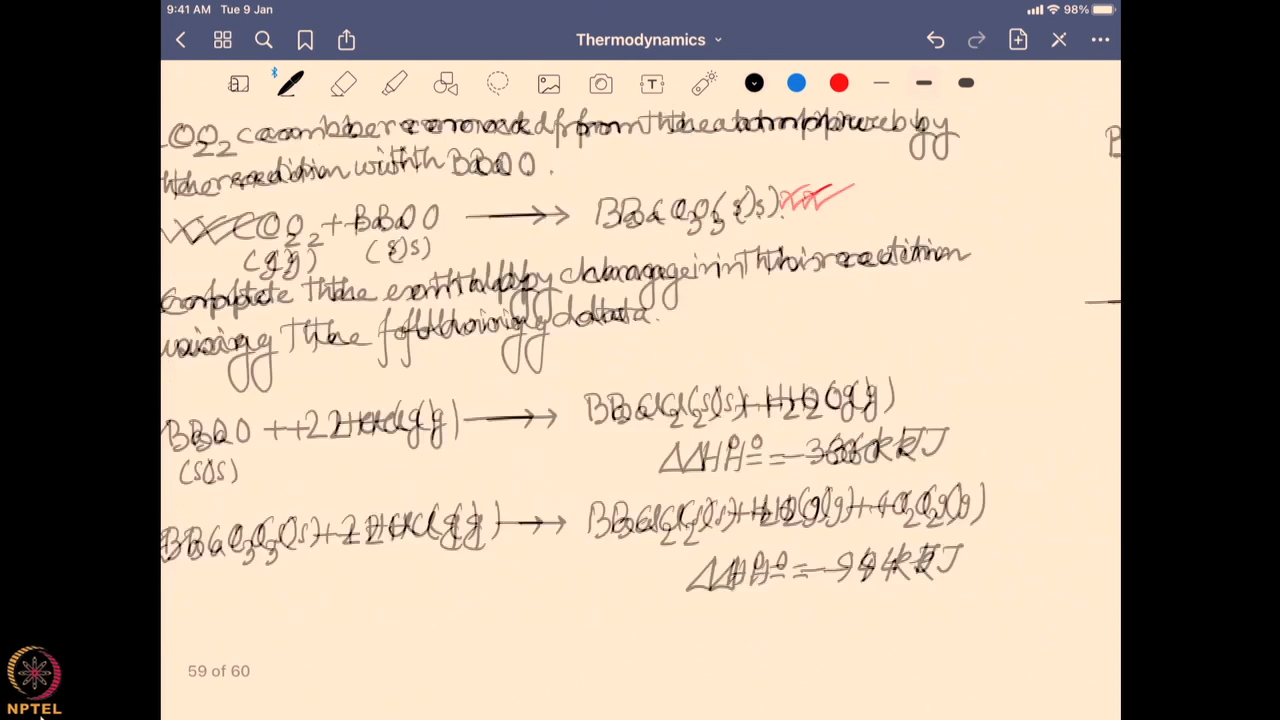 9:41 AM Tue 9 Jan
98%
Thermodynamics
CO2 can be removed from the atmosphere by
the reaction with BaO.
CO2 + BaO → BaCO3(s).
(g) (s)
Compute the enthalpy change in this reaction
using the following data.
BaO + 2HCl(g) → BaCl2(s) + H2O(g)
(s)
ΔH° = - kJ
BaCO3(s) + 2HCl(g) → BaCl2(s) + H2O(g) + CO2(g)
ΔH° = - kJ
59 of 60
NPTEL